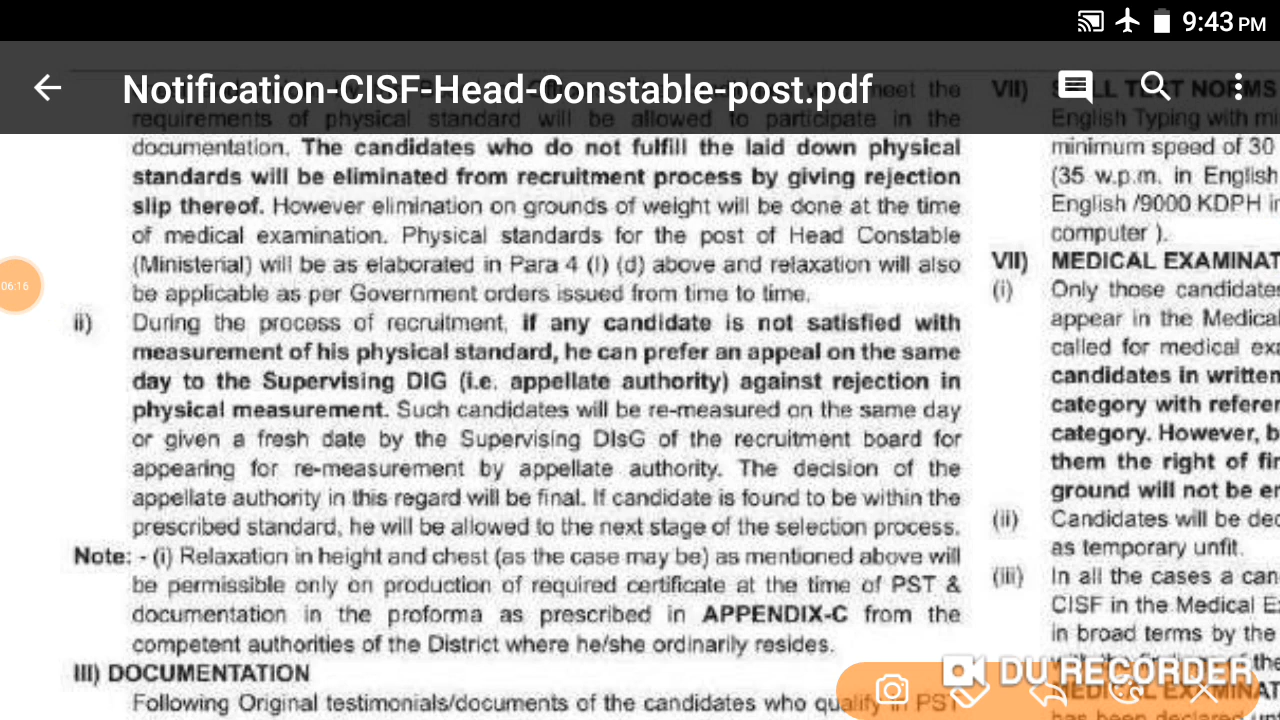 9:43 PM
Notification-CISF-Head-Constable-post.pdf
meet the
requirements of physical standard will be allowed to participate in the
documentation. The candidates who do not fulfill the laid down physical
standards will be eliminated from recruitment process by giving rejection
slip thereof. However elimination on grounds of weight will be done at the time
of medical examination. Physical standards for the post of Head Constable
(Ministerial) will be as elaborated in Para 4 (I) (d) above and relaxation will also
be applicable as per Government orders issued from time to time.
06:16
ii) During the process of recruitment, if any candidate is not satisfied with
measurement of his physical standard, he can prefer an appeal on the same
day to the Supervising DIG (i.e. appellate authority) against rejection in
physical measurement. Such candidates will be re-measured on the same day
or given a fresh date by the Supervising DIsG of the recruitment board for
appearing for re-measurement by appellate authority. The decision of the
appellate authority in this regard will be final. If candidate is found to be within the
prescribed standard, he will be allowed to the next stage of the selection process.
Note: - (i) Relaxation in height and chest (as the case may be) as mentioned above will
be permissible only on production of required certificate at the time of PST &
documentation in the proforma as prescribed in APPENDIX-C from the
competent authorities of the District where he/she ordinarily resides.
III) DOCUMENTATION
Following Original testimonials/documents of the candidates who qualify in PST
VII) SKILL TEST NORMS
English Typing with mi
minimum speed of 30
(35 w.p.m. in English
English /9000 KDPH in
computer ).
VII) MEDICAL EXAMINAT
(i) Only those candidates
appear in the Medical
called for medical exa
candidates in written
category with referen
category. However, b
them the right of fin
ground will not be en
(ii) Candidates will be dec
as temporary unfit.
(iii) In all the cases a can
CISF in the Medical Ex
in broad terms by the
the
DU RECORDER
MEDICAL EXAMINAT
has been declared unf